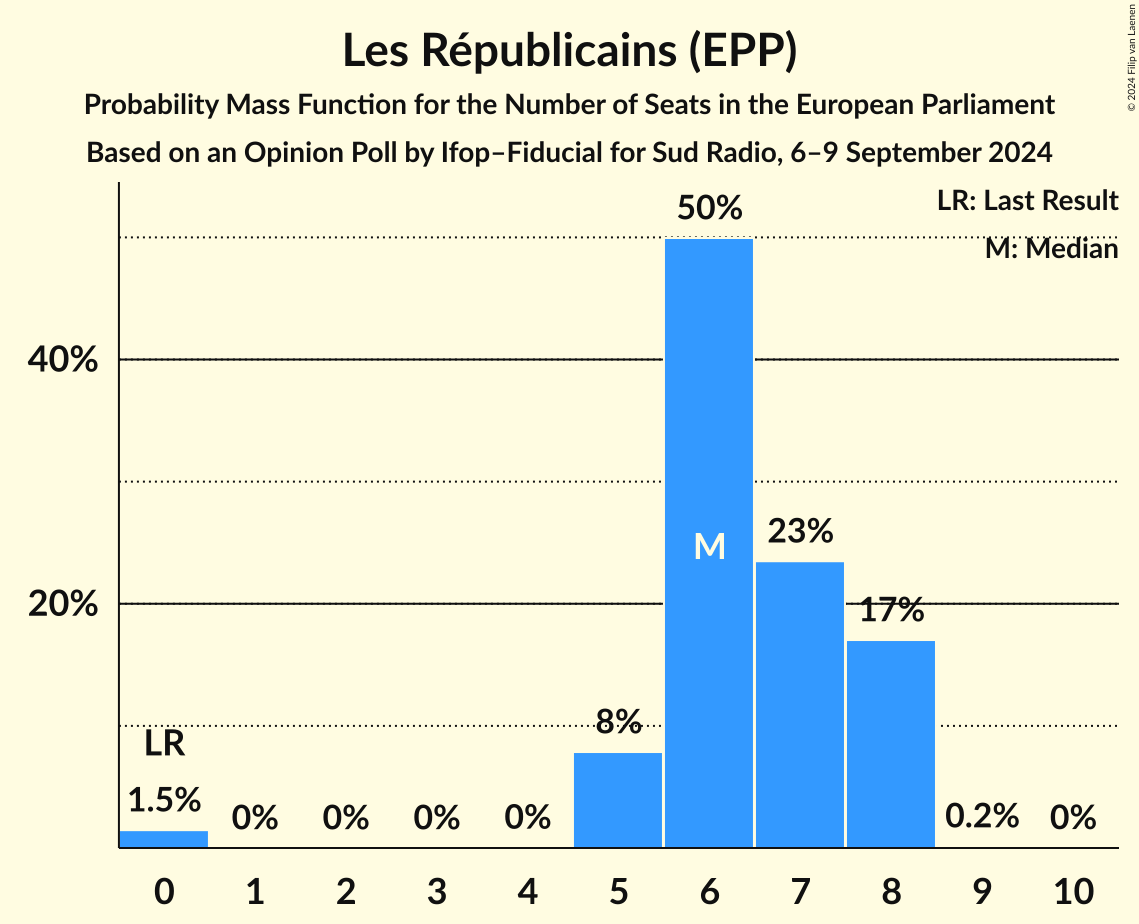 Les Républicains (EPP)
Probability Mass Function for the Number of Seats in the European Parliament
Based on an Opinion Poll by Ifop–Fiducial for Sud Radio, 6–9 September 2024
© 2024 Filip van Laenen
LR: Last Result
M: Median
50%
40%
M
23%
20%
17%
8%
LR
1.5%
0%
0%
0%
0%
0.2%
0%
0 1 2 3 4 5 6 7 8 9 10